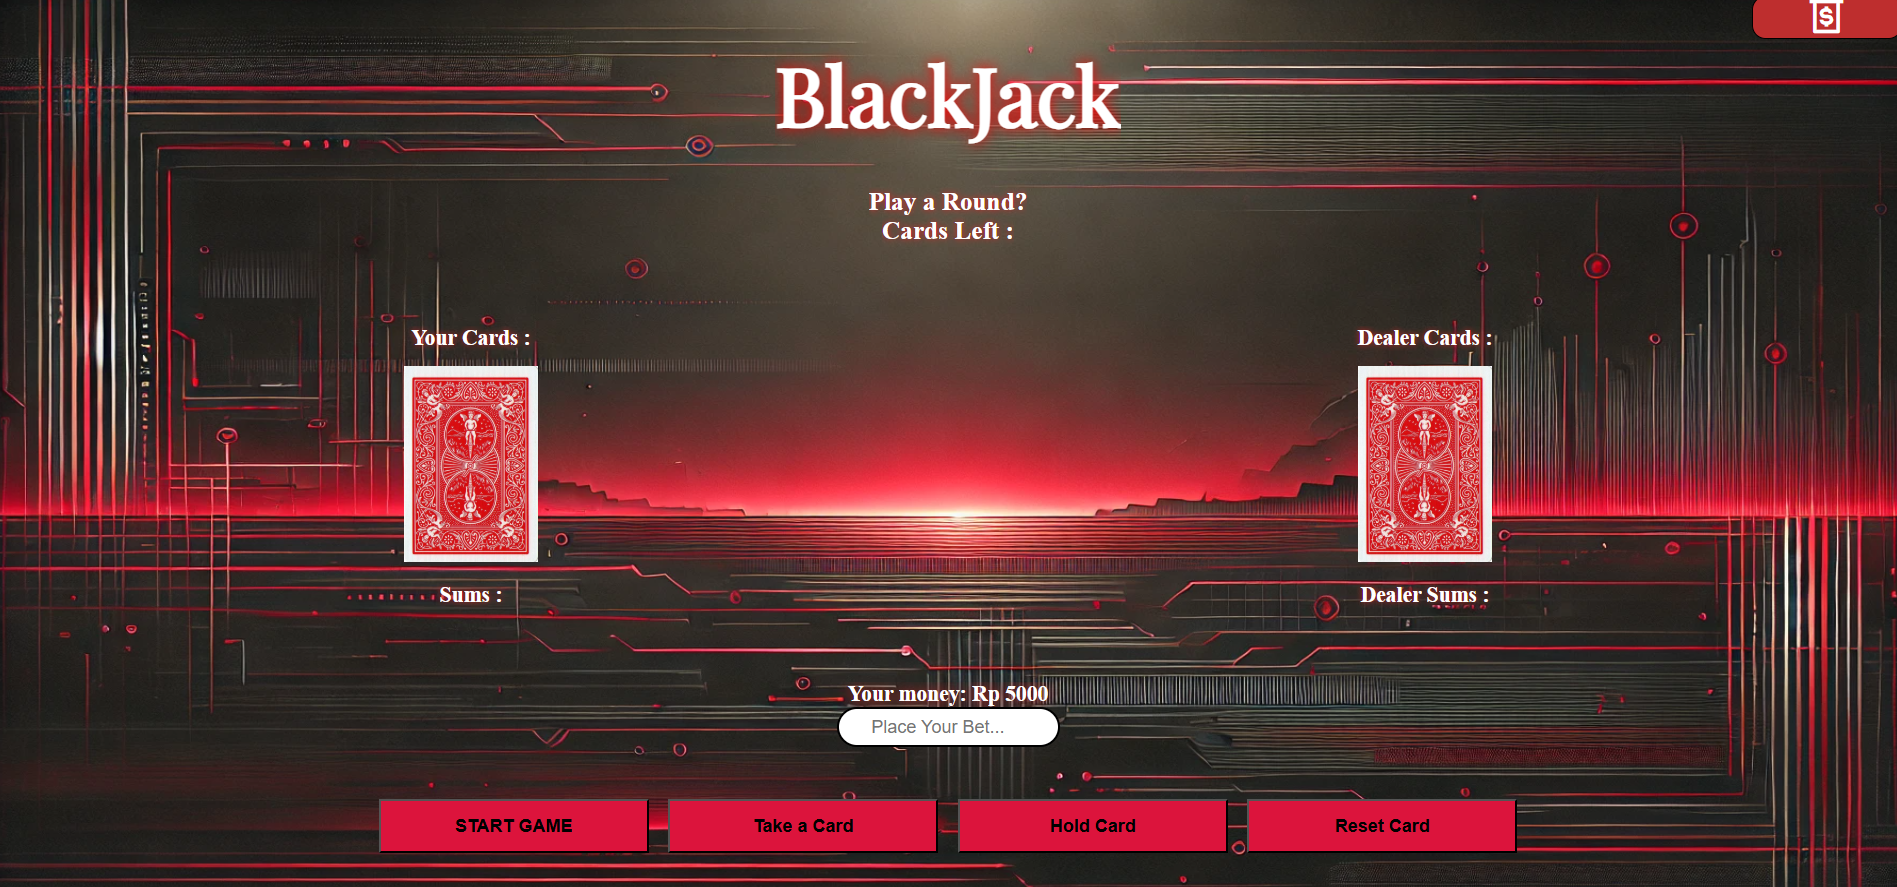 $
BlackJack
Play a Round?
Cards Left :
Your Cards :
Dealer Cards :
Sums :
Dealer Sums :
Your money: Rp 5000
Place Your Bet...
START GAME
Take a Card
Hold Card
Reset Card